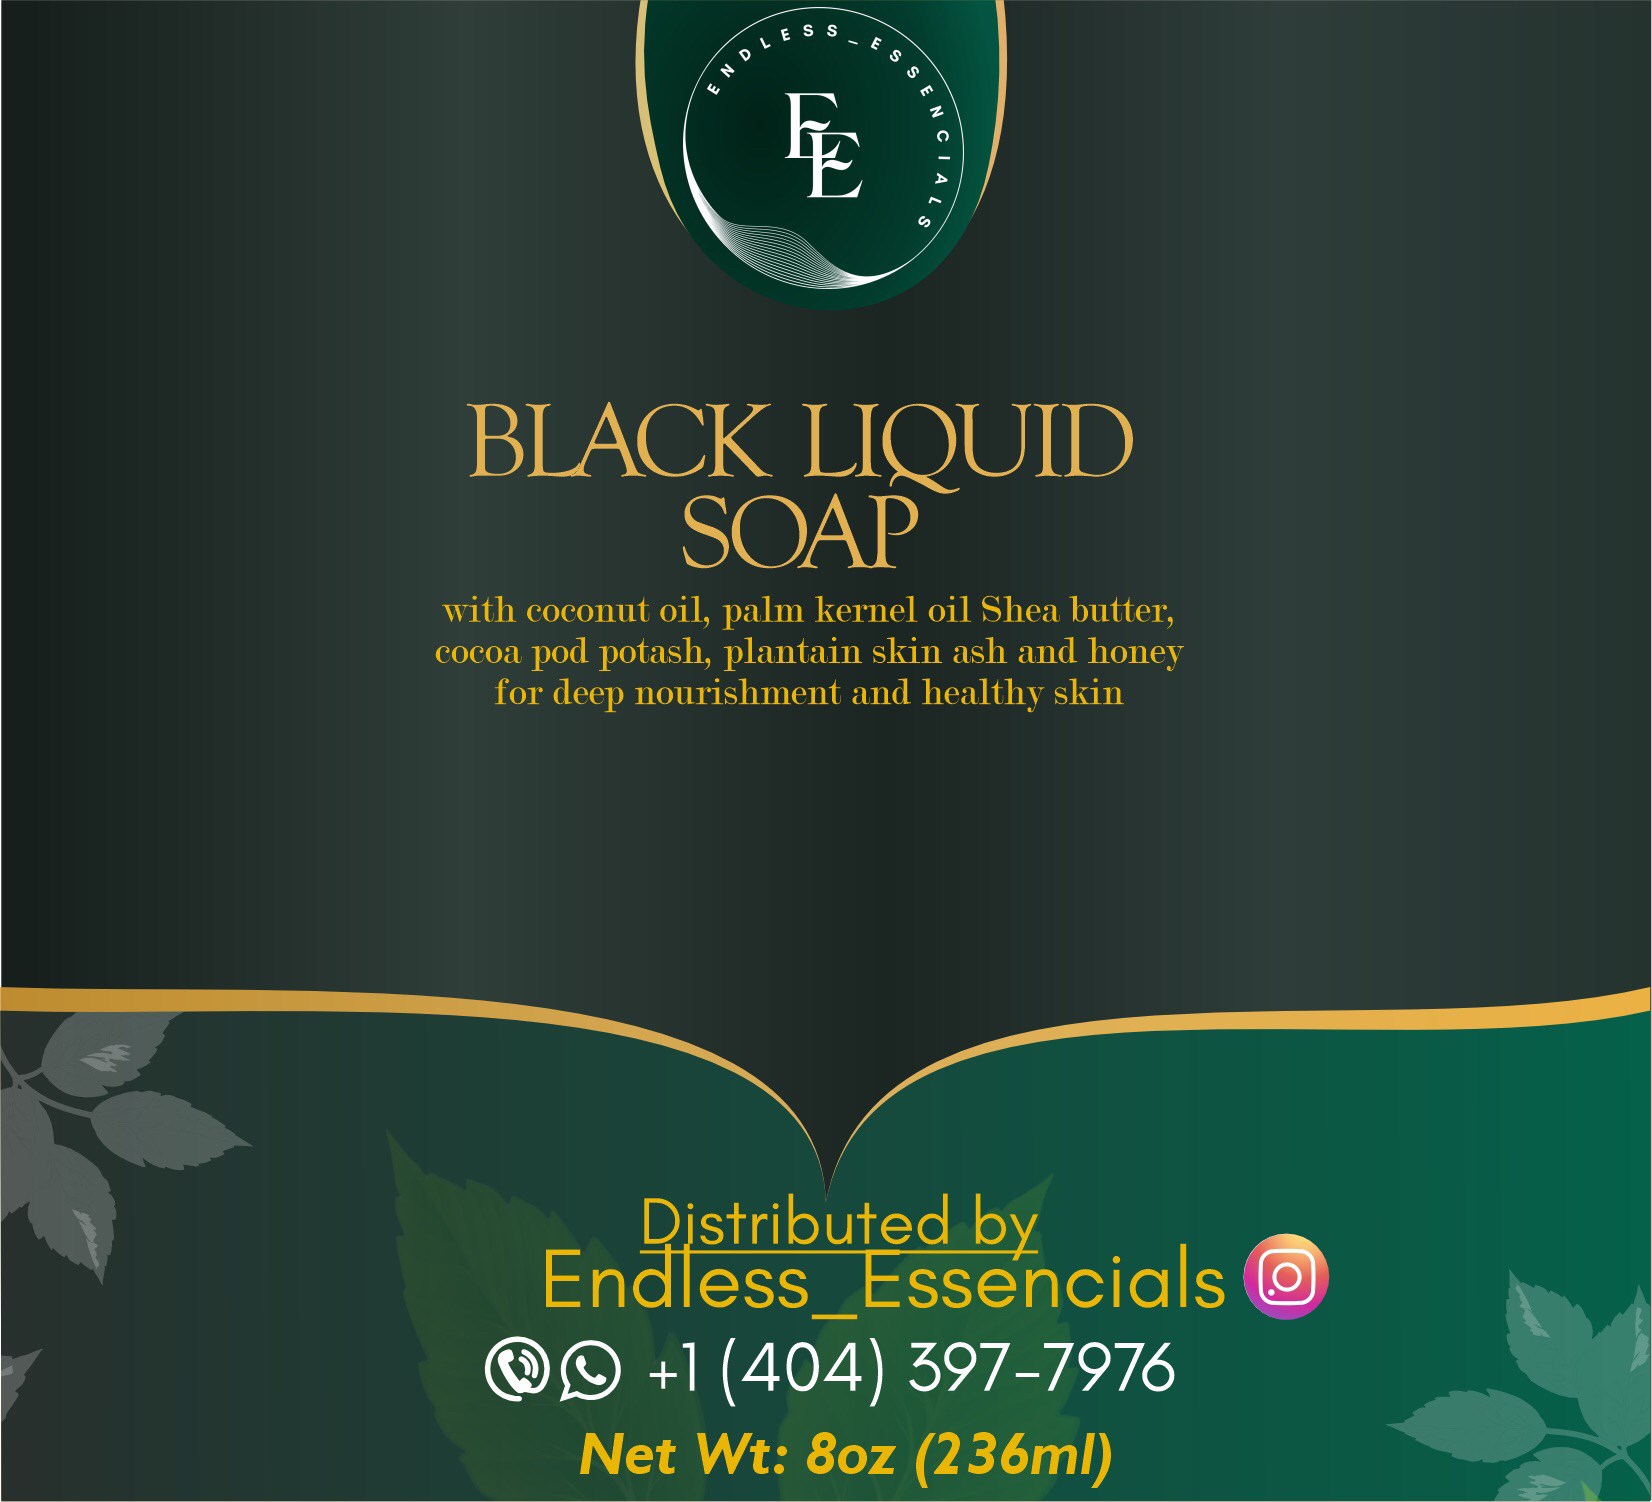 ENDLESS_ESSENCIALS
EE
BLACK LIQUID
SOAP
with coconut oil, palm kernel oil Shea butter,
cocoa pod potash, plantain skin ash and honey
for deep nourishment and healthy skin
Distributed by
Endless_Essencials
+1 (404) 397-7976
Net Wt: 8oz (236ml)